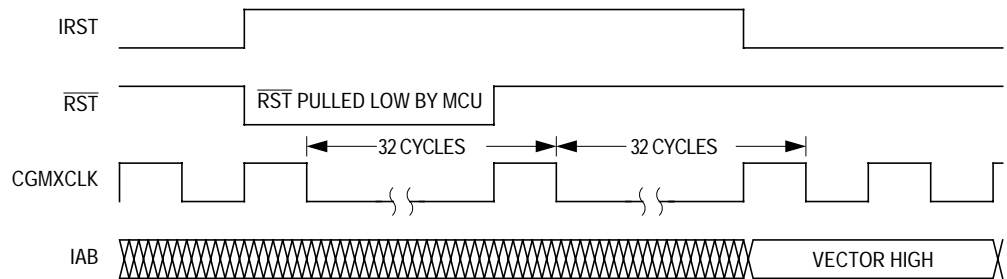 IRST
RST
RST PULLED LOW BY MCU
32 CYCLES
32 CYCLES
CGMXCLK
IAB
VECTOR HIGH